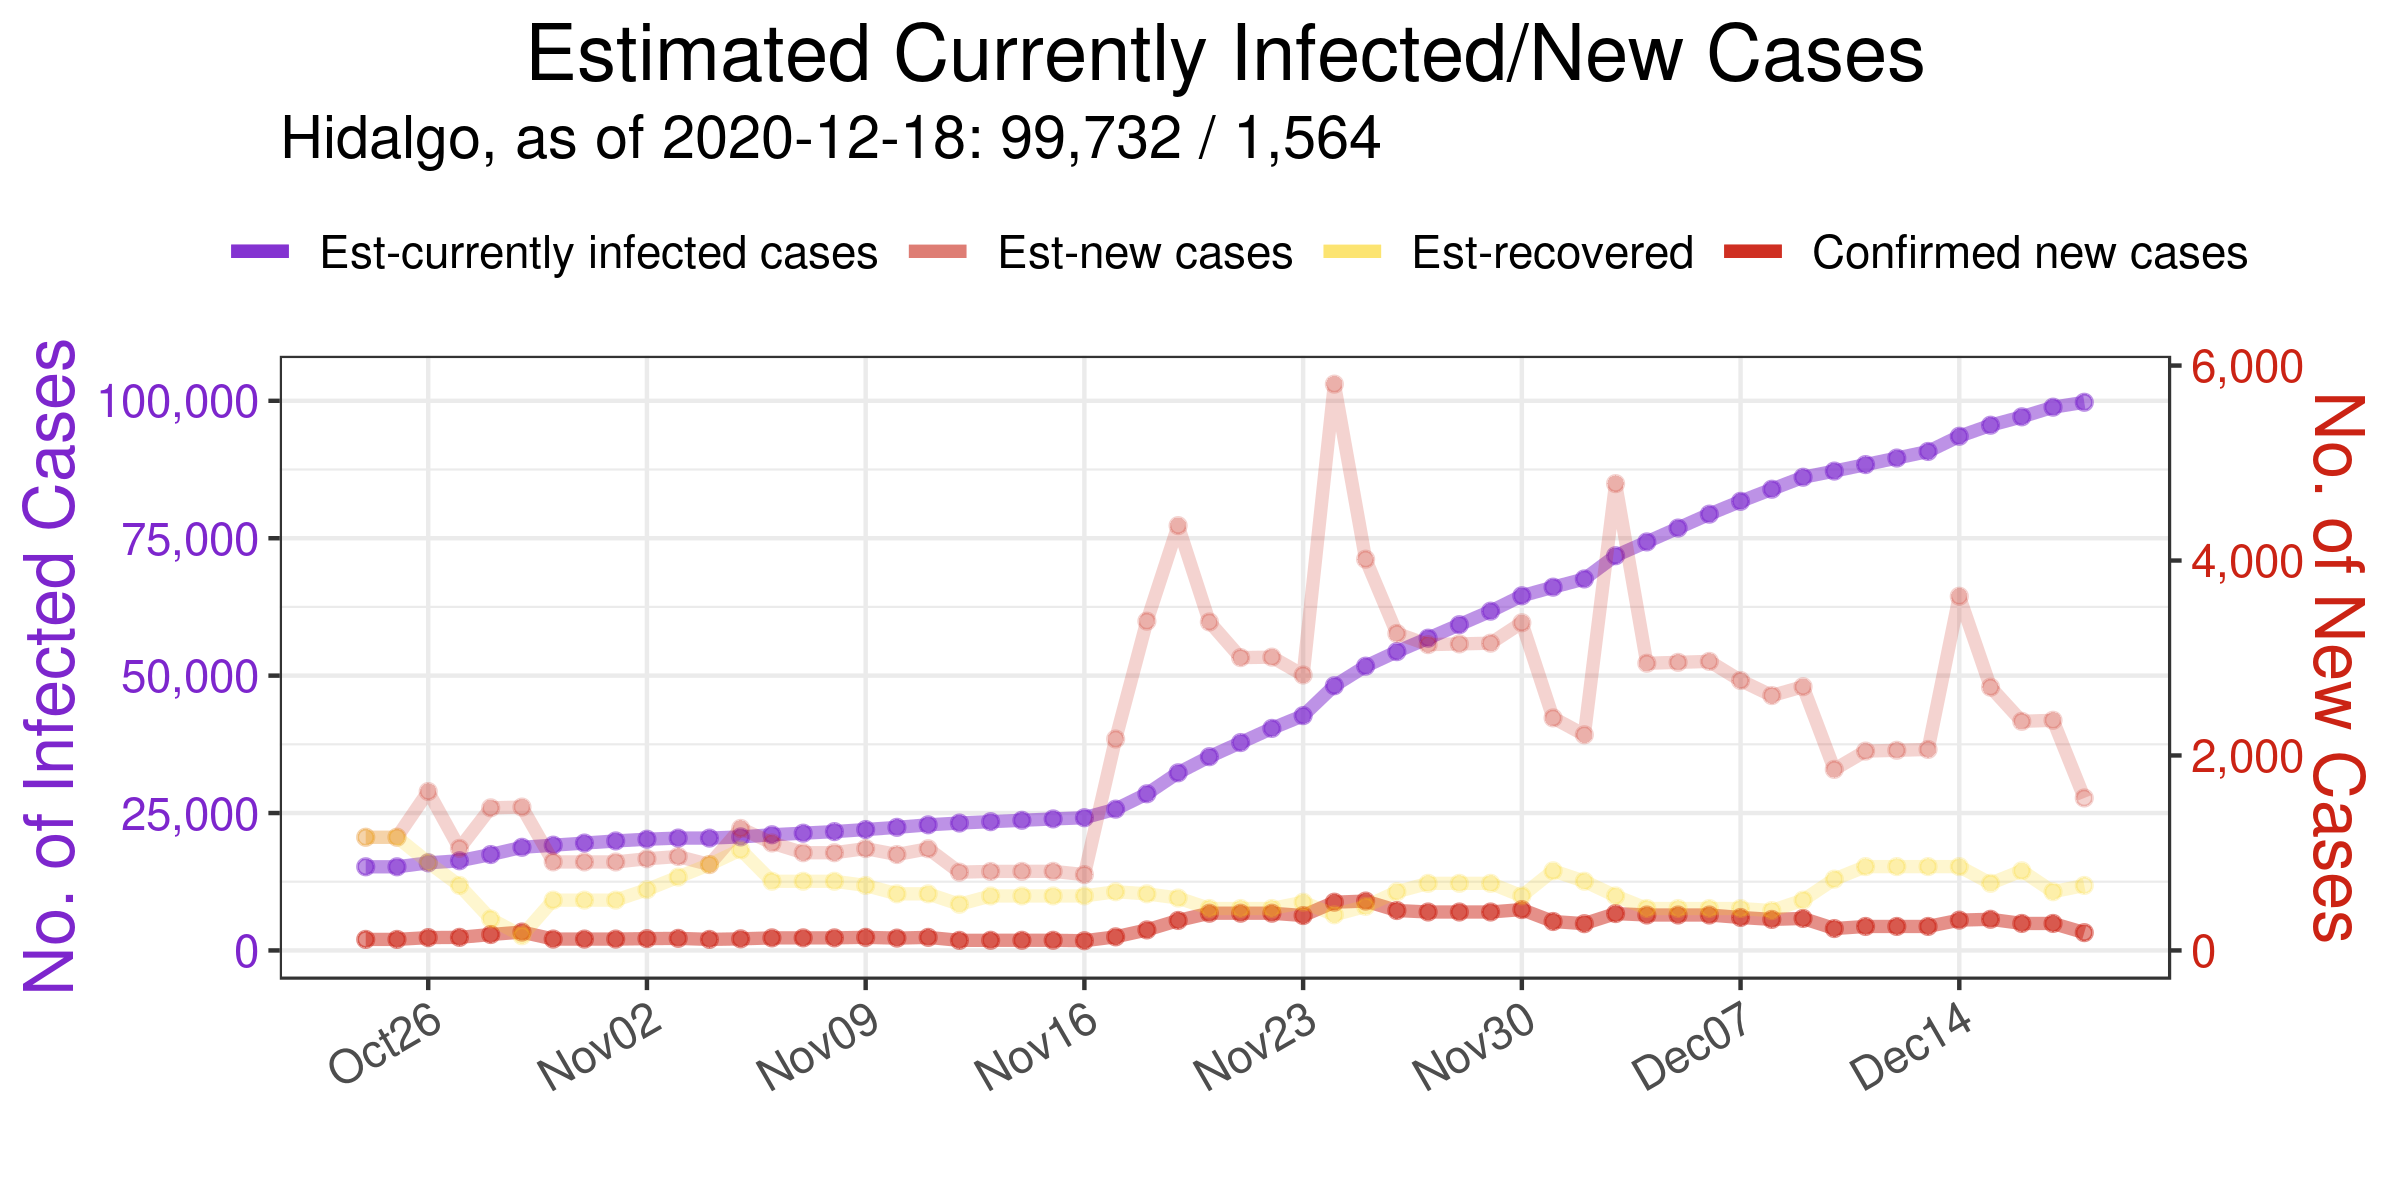 Estimated Currently Infected/New Cases
Hidalgo, as of 2020-12-18: 99,732 / 1,564
Est-currently infected cases Est-new cases Est-recovered Confirmed new cases
No. of Infected Cases
100,000
75,000
50,000
25,000
0
6,000
4,000
2,000
0
No. of New Cases
Oct26 Nov02 Nov09 Nov16 Nov23 Nov30 Dec07 Dec14